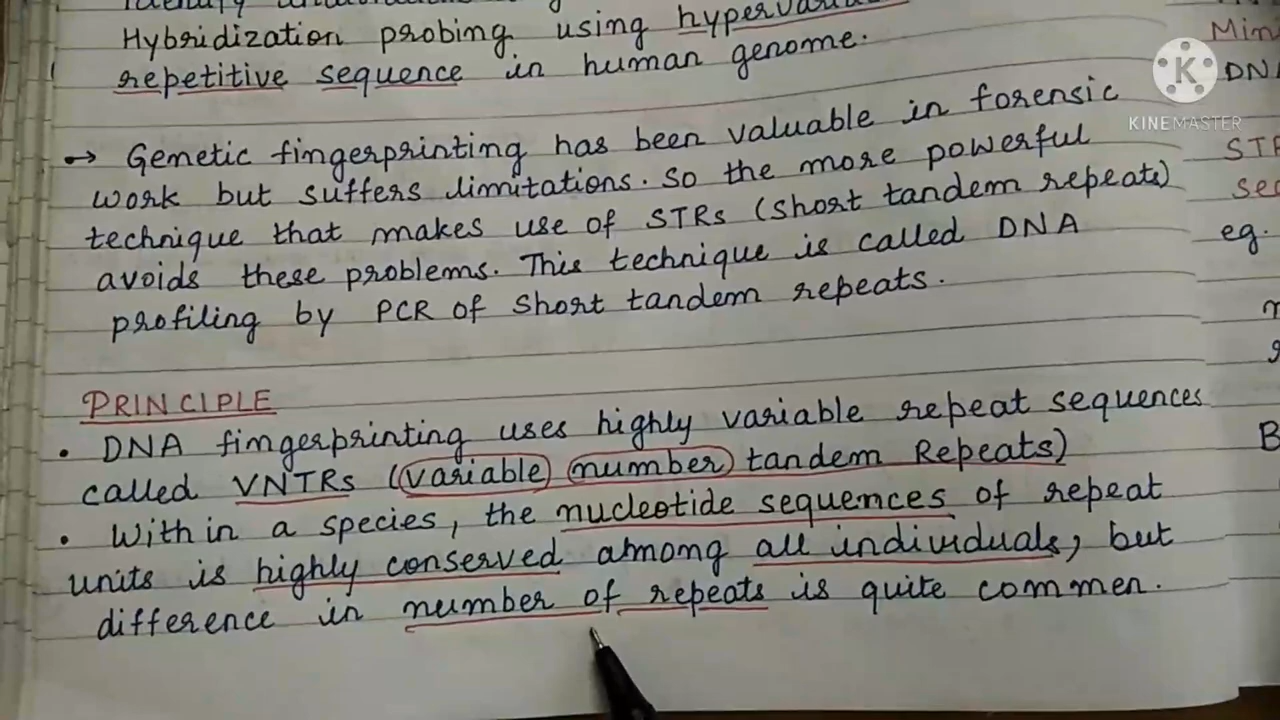 Hybridization probing using
repetitive sequence in human genome.
→ Genetic fingerprinting has been valuable in forensic
work but suffers limitations. So the more powerful
technique that makes use of STRs (short tandem repeats)
avoids these problems. This technique is called DNA
profiling by PCR of short tandem repeats.
PRINCIPLE
• DNA fingerprinting uses highly variable repeat sequences
called VNTRs (variable number tandem Repeats)
• Within a species, the nucleotide sequences of repeat
units is highly conserved among all individuals, but
difference in number of repeats is quite commen.
K
KINEMASTER
eg.